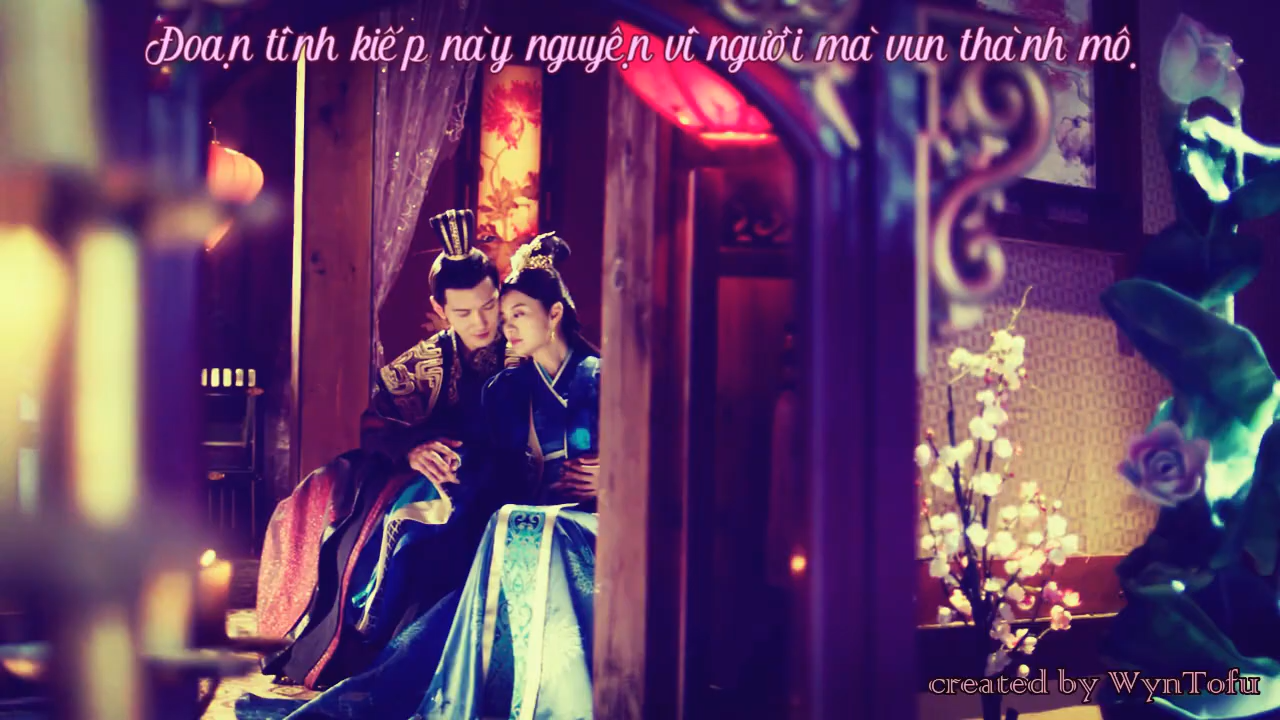 Đoạn tình kiếp này nguyện vì người mà vun thành mộ
created by WynTofu